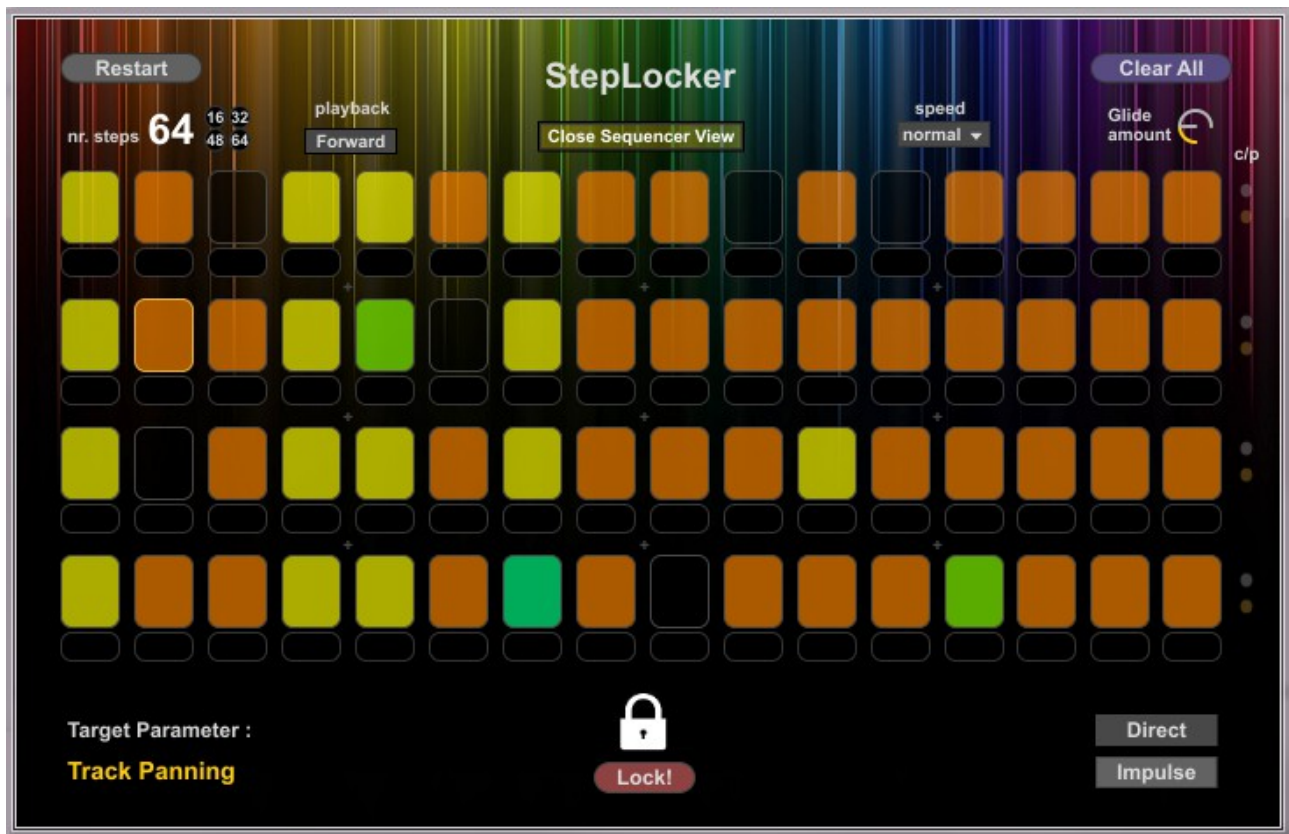 Restart
StepLocker
Clear All
nr. steps 64
16 32
48 64
playback
Forward
Close Sequencer View
speed
normal
Glide
amount
c/p
+ + +
+ + +
+ + +
Target Parameter :
Track Panning
Lock!
Direct
Impulse